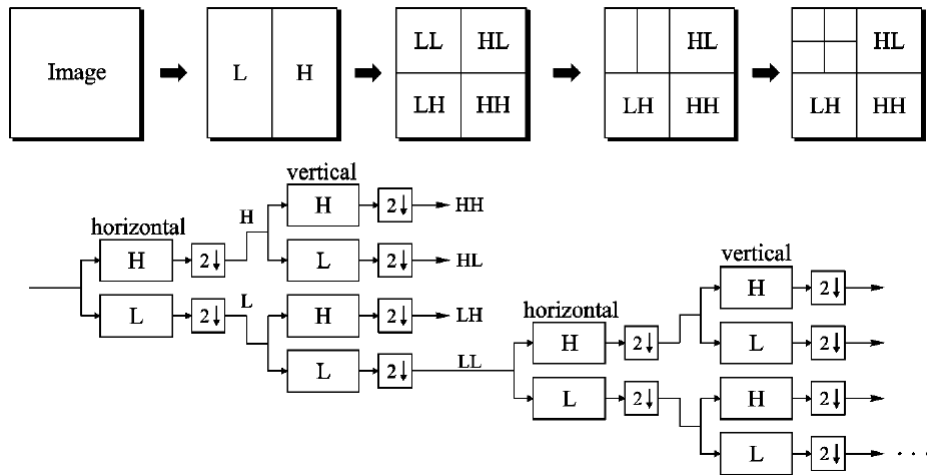 Image
L H
LL HL
LH HH
HL
LH HH
HL
LH HH
vertical
H 2↓ HH
H
horizontal
H 2↓
L 2↓ HL
L
L 2↓
H 2↓ LH
L 2↓ LL
horizontal
H 2↓
L 2↓
vertical
H 2↓
L 2↓
H 2↓
L 2↓ . . .